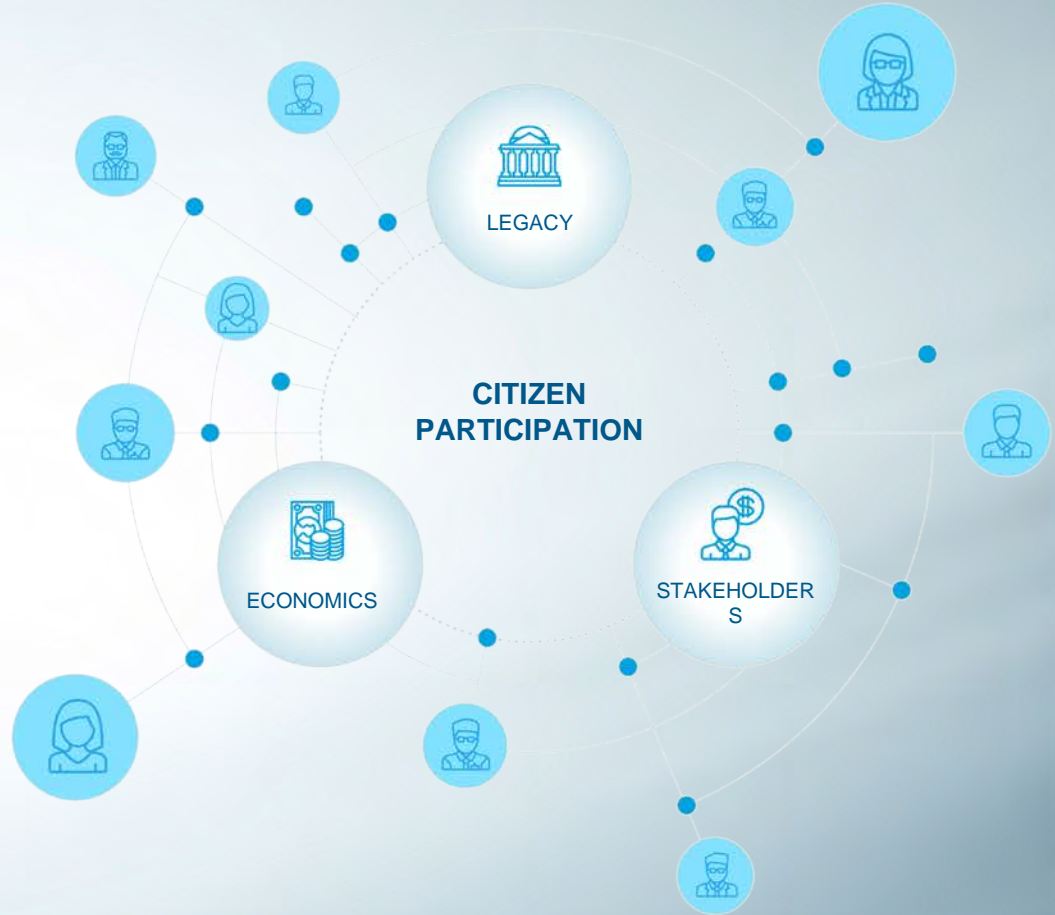 LEGACY
CITIZEN
PARTICIPATION
ECONOMICS
STAKEHOLDER
S